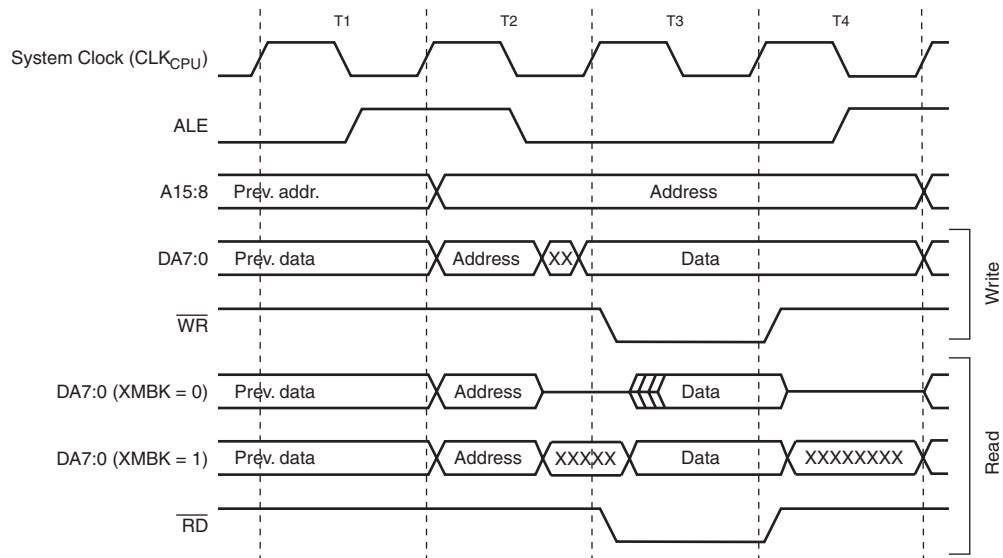 T1 T2 T3 T4
System Clock (CLKCPU)
ALE
A15:8 Prev. addr. Address
DA7:0 Prev. data Address XX Data
WR
Write
DA7:0 (XMBK = 0) Prev. data Address Data
DA7:0 (XMBK = 1) Prev. data Address XXXXX Data XXXXXXXX
RD
Read